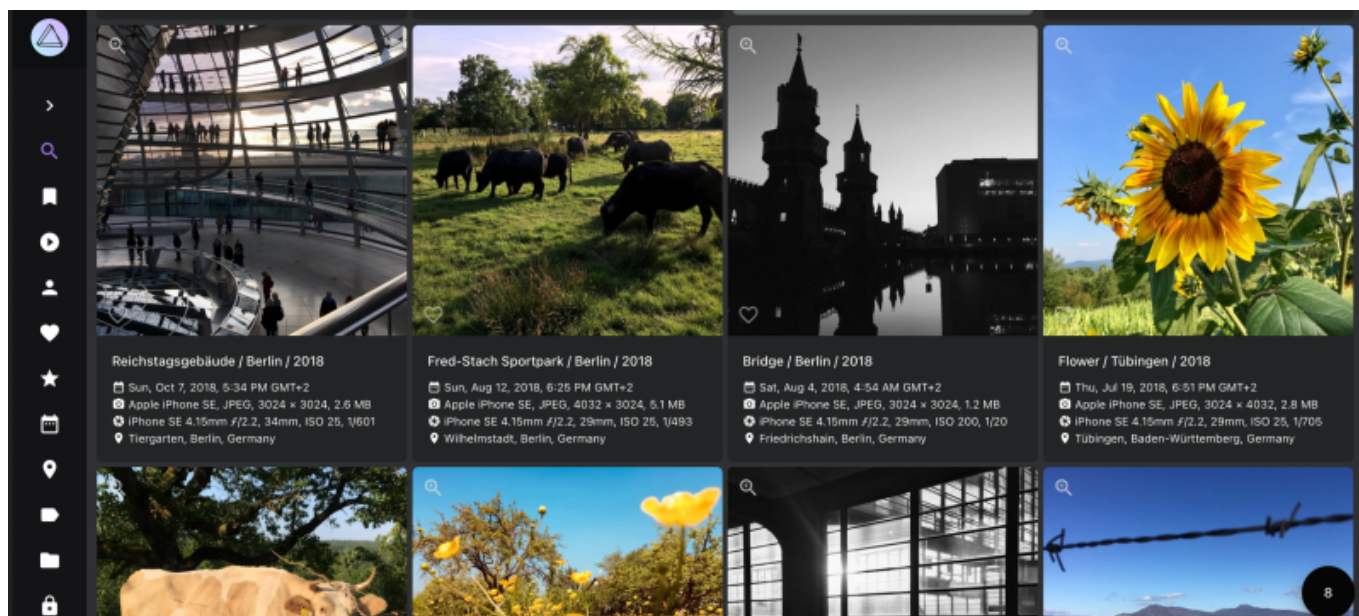 Reichstagsgebäude / Berlin / 2018
Sun, Oct 7, 2018, 5:34 PM GMT+2
Apple iPhone SE, JPEG, 3024 × 3024, 2.6 MB
iPhone SE 4.15mm ƒ/2.2, 34mm, ISO 25, 1/601
Tiergarten, Berlin, Germany
Fred-Stach Sportpark / Berlin / 2018
Sun, Aug 12, 2018, 6:25 PM GMT+2
Apple iPhone SE, JPEG, 4032 × 3024, 5.1 MB
iPhone SE 4.15mm ƒ/2.2, 29mm, ISO 25, 1/493
Wilhelmstadt, Berlin, Germany
Bridge / Berlin / 2018
Sat, Aug 4, 2018, 4:54 AM GMT+2
Apple iPhone SE, JPEG, 3024 × 3024, 1.2 MB
iPhone SE 4.15mm ƒ/2.2, 29mm, ISO 200, 1/20
Friedrichshain, Berlin, Germany
Flower / Tübingen / 2018
Thu, Jul 19, 2018, 6:51 PM GMT+2
Apple iPhone SE, JPEG, 3024 × 4032, 2.8 MB
iPhone SE 4.15mm ƒ/2.2, 29mm, ISO 25, 1/705
Tübingen, Baden-Württemberg, Germany
8